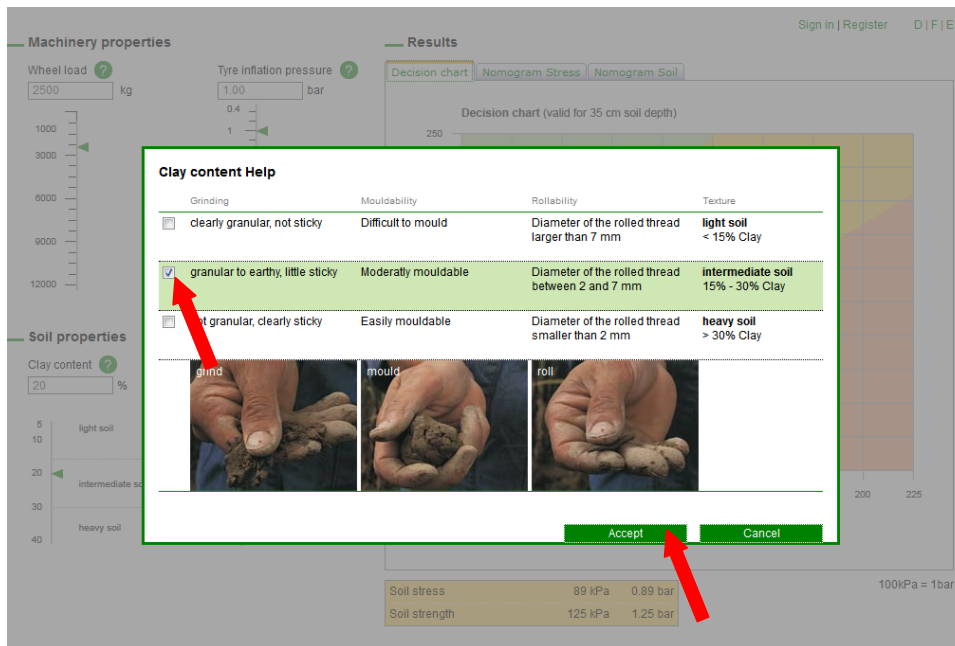 Sign in | Register D | F | E
Machinery properties
Results
Wheel load ?
Tyre inflation pressure ?
2500 kg
1.00 bar
Decision chart Nomogram Stress Nomogram Soil
0.4
1
1000
3000
6000
9000
12000
Decision chart (valid for 35 cm soil depth)
250
Clay content Help
Grinding Mouldability Rollability Texture
clearly granular, not sticky Difficult to mould Diameter of the rolled thread light soil
larger than 7 mm < 15% Clay
granular to earthy, little sticky Moderatly mouldable Diameter of the rolled thread intermediate soil
between 2 and 7 mm 15% - 30% Clay
granular, clearly sticky Easily mouldable Diameter of the rolled thread heavy soil
smaller than 2 mm > 30% Clay
grind mould roll
Accept Cancel
Soil properties
Clay content ?
20 %
5
10 light soil
20
intermediate so
30
heavy soil
40
200 225
100kPa = 1bar
Soil stress 89 kPa 0.89 bar
Soil strength 125 kPa 1.25 bar